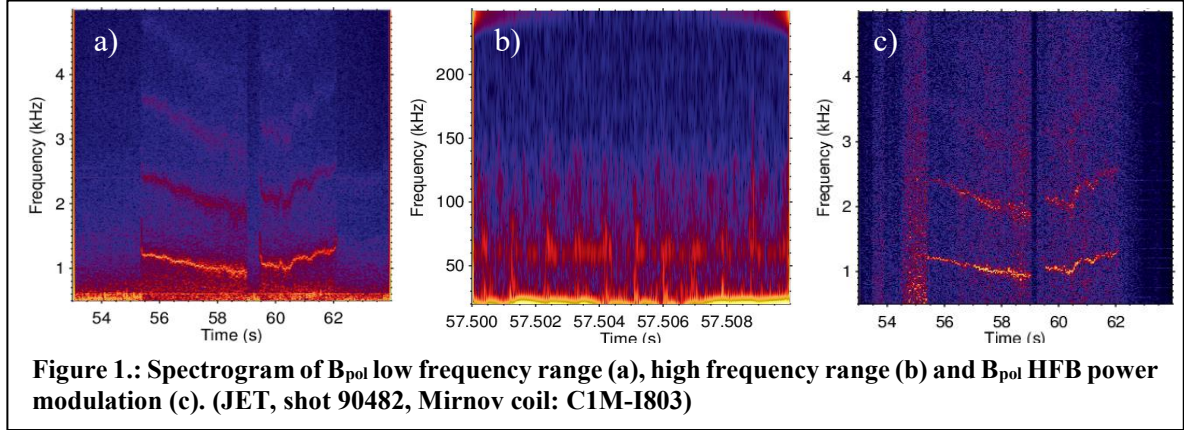 a)
Frequency (kHz)
4
3
2
1
54 56 58 60 62
Time (s)
b)
Frequency (kHz)
200
150
100
50
57.500 57.502 57.504 57.506 57.508
Time (s)
c)
Frequency (kHz)
4
3
2
1
54 56 58 60 62
Time (s)
Figure 1.: Spectrogram of Bpol low frequency range (a), high frequency range (b) and Bpol HFB power
modulation (c). (JET, shot 90482, Mirnov coil: C1M-I803)